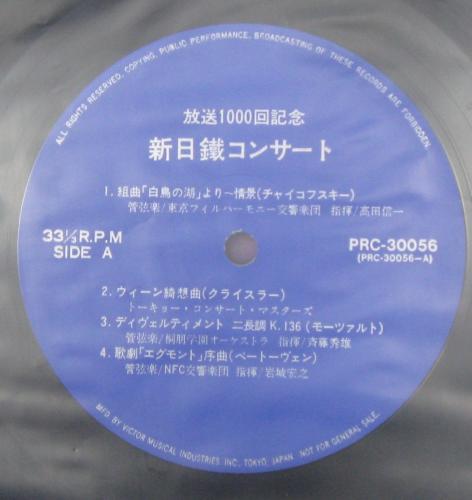 ALL RIGHTS RESERVED, COPYING, PUBLIC PERFORMANCE, BROADCASTING OF THESE RECORDS ARE FORBIDDEN
放送1000回記念
新日鐵コンサート
1. 組曲「白鳥の湖」より〜情景(チャイコフスキー)
管弦楽/東京フィルハーモニー交響楽団 指揮/高田信一
33⅓R.P.M
SIDE A
PRC-30056
(PRC-30056-A)
2. ウィーン綺想曲(クライスラー)
トーキョー・コンサート・マスターズ
3. ディヴェルティメント 二長調 K.136 (モーツァルト)
管弦楽/桐朋学園オーケストラ 指揮/斉藤秀雄
4. 歌劇「エグモント」序曲(ベートーヴェン)
管弦楽/NFC交響楽団 指揮/岩城宏之
MFD. BY VICTOR MUSICAL INDUSTRIES INC. TOKYO, JAPAN NOT FOR GENERAL SALE.